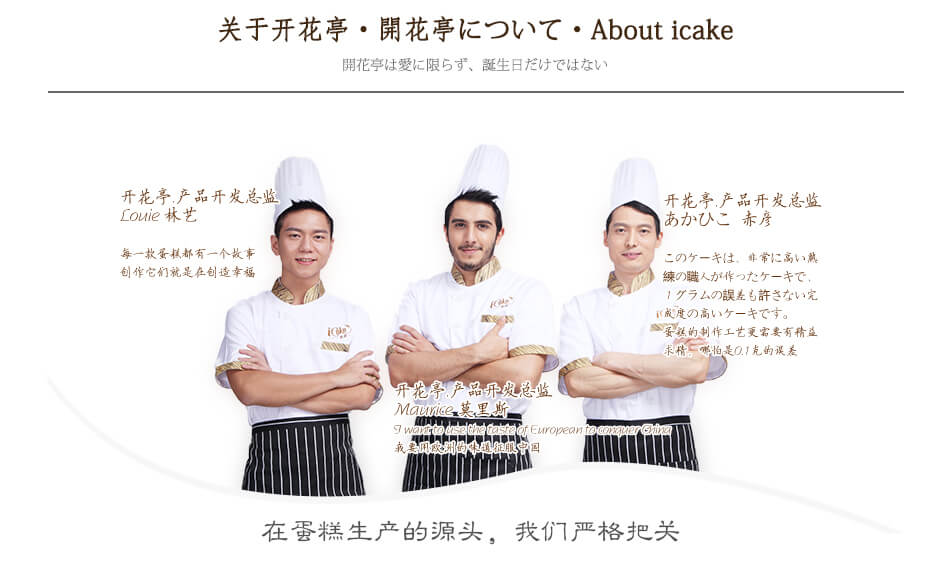 关于开花亭·開花亭について·About icake
開花亭は愛に限らず、誕生日だけではない
开花亭.产品开发总监
Louie 林艺
每一款蛋糕都有一个故事
创作它们就是在创造幸福
开花亭.产品开发总监
Maurice 莫里斯
I want to use the taste of European to conquer China
我要用欧洲的味道征服中国
开花亭.产品开发总监
あかひこ 赤彦
このケーキは、非常に高い熟
練の職人が作ったケーキで、
1グラムの誤差も許さない完
成度の高いケーキです。
蛋糕的制作工艺更需要有精益
求精，哪怕是0.1克的误差
icake
在蛋糕生产的源头，我们严格把关